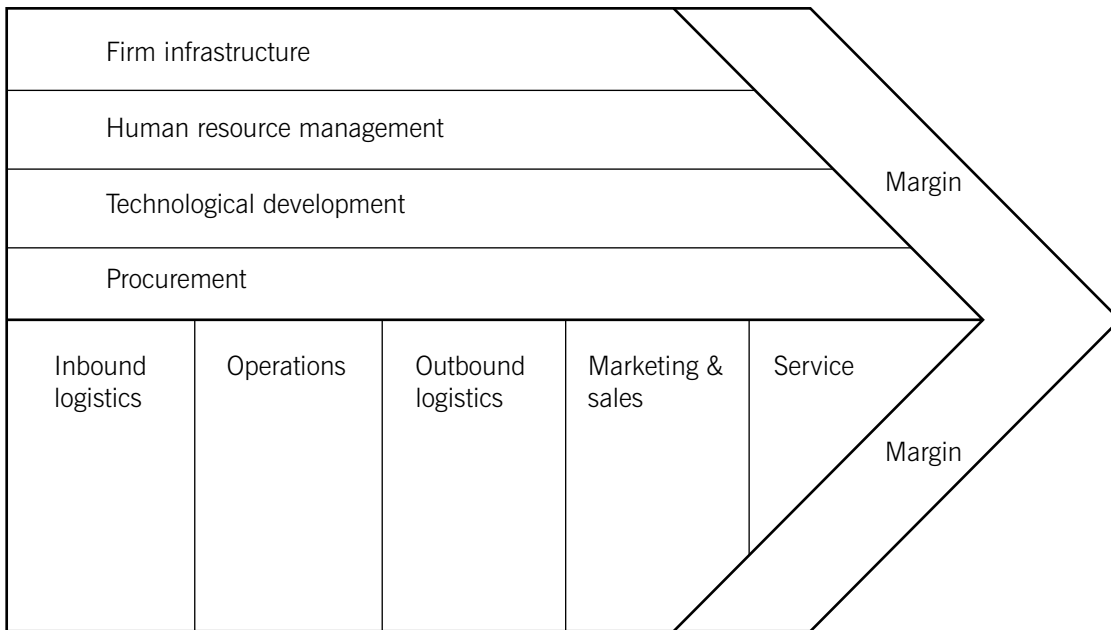 Firm infrastructure
Human resource management
Technological development
Procurement
Margin
Inbound
logistics
Operations
Outbound
logistics
Marketing &
sales
Service
Margin